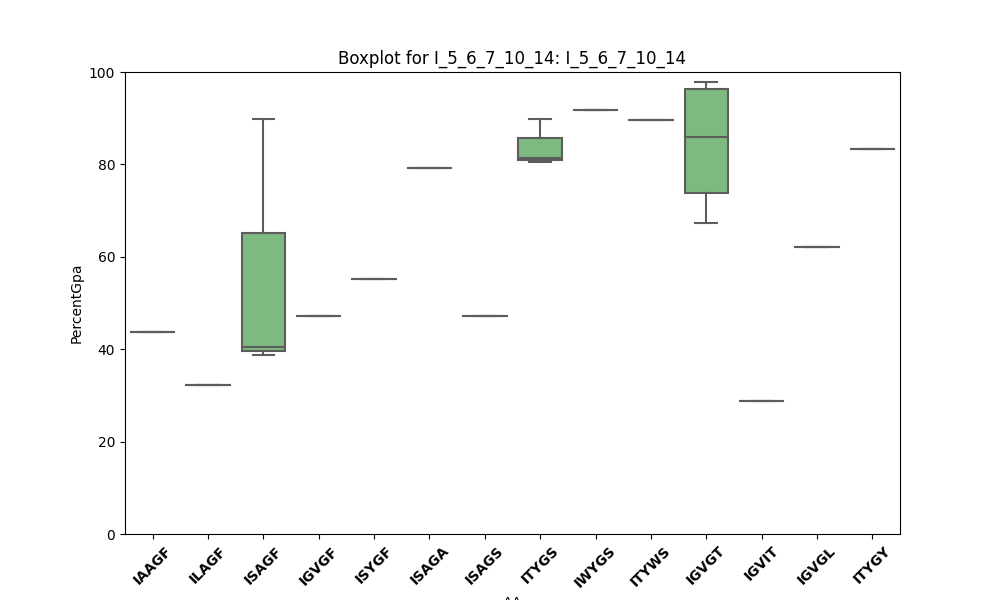 Boxplot for I_5_6_7_10_14: I_5_6_7_10_14
100
80
60
40
20
0
PercentGpa
IAAGF
ILAGF
ISAGF
IGVGF
ISYGF
ISAGA
ISAGS
ITYGS
IWYGS
ITYWS
IGVGT
IGVIT
IGVGL
ITYGY